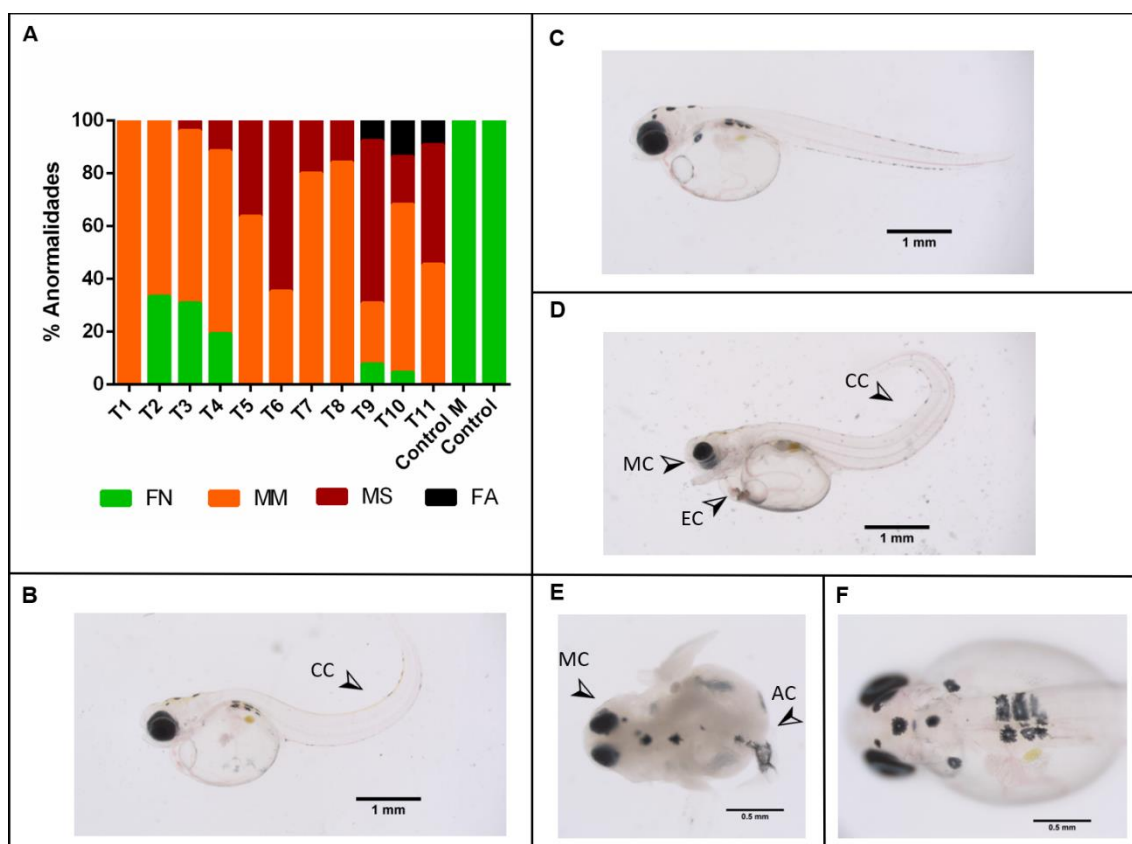 A
% Anormalidades
100
80
60
40
20
0
T1 T2 T3 T4 T5 T6 T7 T8 T9 T10 T11 Control M Control
FN MM MS FA
C
1 mm
D
CC
MC
EC
1 mm
B
CC
1 mm
E
MC
AC
0.5 mm
F
0.5 mm